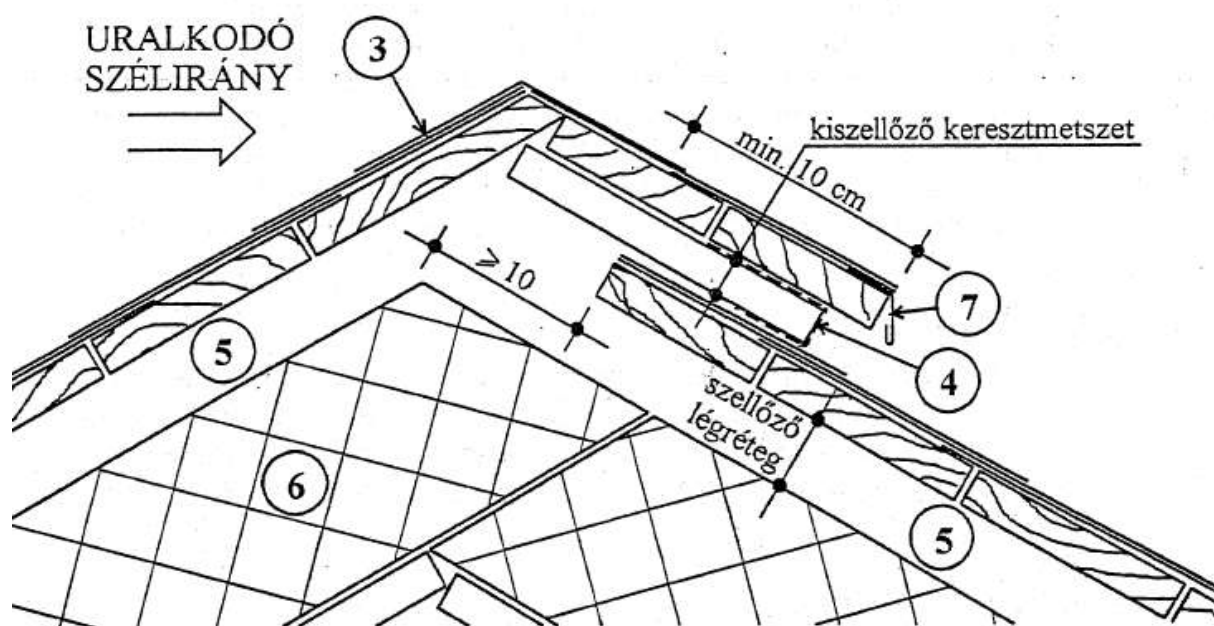 URALKODÓ
SZÉLIRÁNY
3
min. 10 cm
kiszellőző keresztmetszet
≥ 10
7
4
5
szellőző
légréteg
6
5